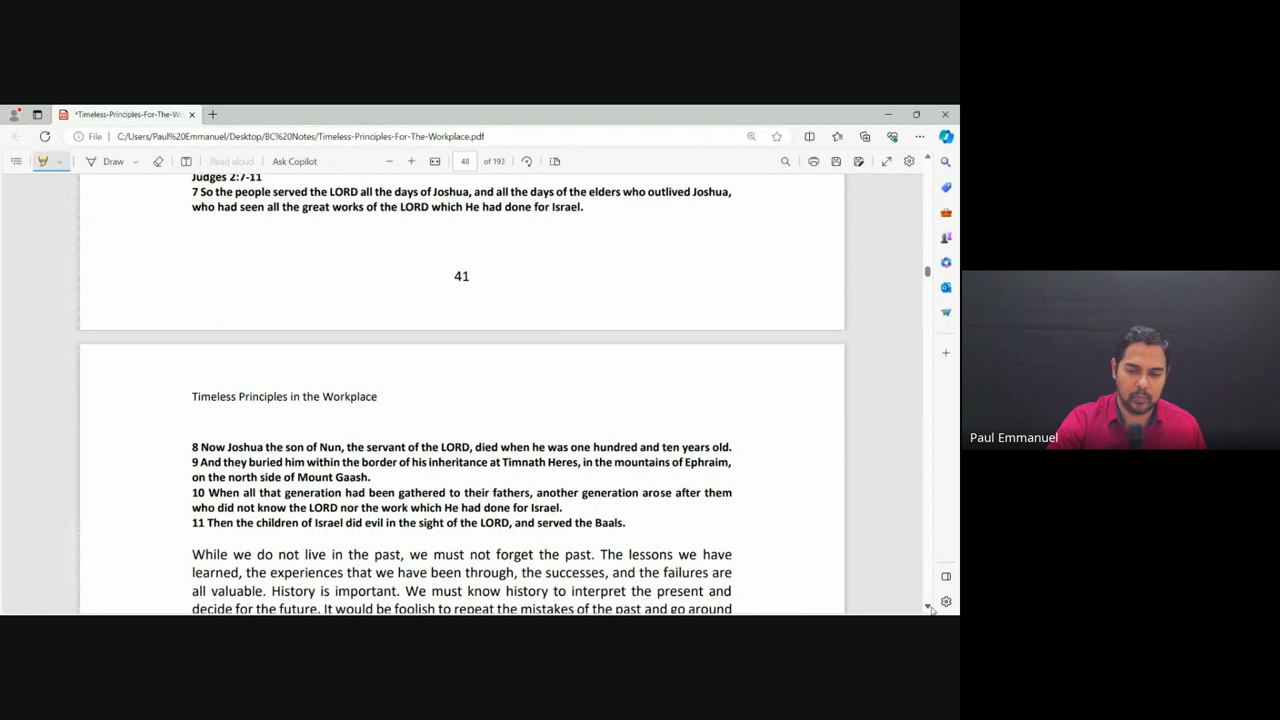 *Timeless-Principles-For-The-Wo
File
C:/Users/Paul%20Emmanuel/Desktop/BC%20Notes/Timeless-Principles-For-The-Workplace.pdf
Draw
Read aloud
Ask Copilot
48
of 193
Judges 2:7-11
7 So the people served the LORD all the days of Joshua, and all the days of the elders who outlived Joshua,
who had seen all the great works of the LORD which He had done for Israel.
41
Timeless Principles in the Workplace
8 Now Joshua the son of Nun, the servant of the LORD, died when he was one hundred and ten years old.
9 And they buried him within the border of his inheritance at Timnath Heres, in the mountains of Ephraim,
on the north side of Mount Gaash.
10 When all that generation had been gathered to their fathers, another generation arose after them
who did not know the LORD nor the work which He had done for Israel.
11 Then the children of Israel did evil in the sight of the LORD, and served the Baals.
While we do not live in the past, we must not forget the past. The lessons we have
learned, the experiences that we have been through, the successes, and the failures are
all valuable. History is important. We must know history to interpret the present and
decide for the future. It would be foolish to repeat the mistakes of the past and go around
Paul Emmanuel